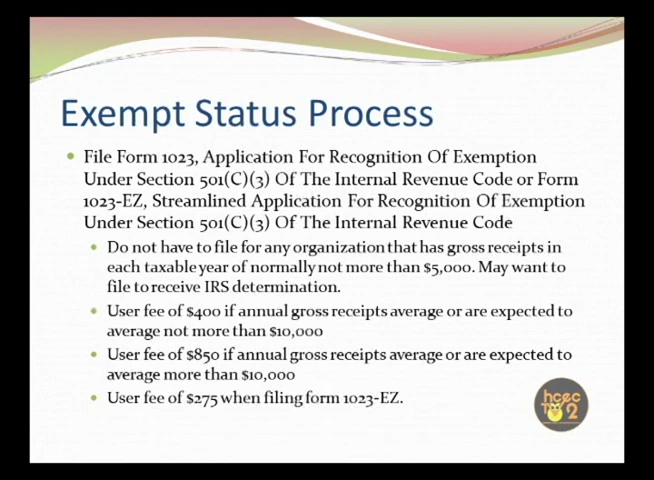 Exempt Status Process
File Form 1023, Application For Recognition Of Exemption
Under Section 501(C)(3) Of The Internal Revenue Code or Form
1023-EZ, Streamlined Application For Recognition Of Exemption
Under Section 501(C)(3) Of The Internal Revenue Code
Do not have to file for any organization that has gross receipts in
each taxable year of normally not more than $5,000. May want to
file to receive IRS determination.
User fee of $400 if annual gross receipts average or are expected to
average not more than $10,000
User fee of $850 if annual gross receipts average or are expected to
average more than $10,000
User fee of $275 when filing form 1023-EZ.
hcec
TV 2